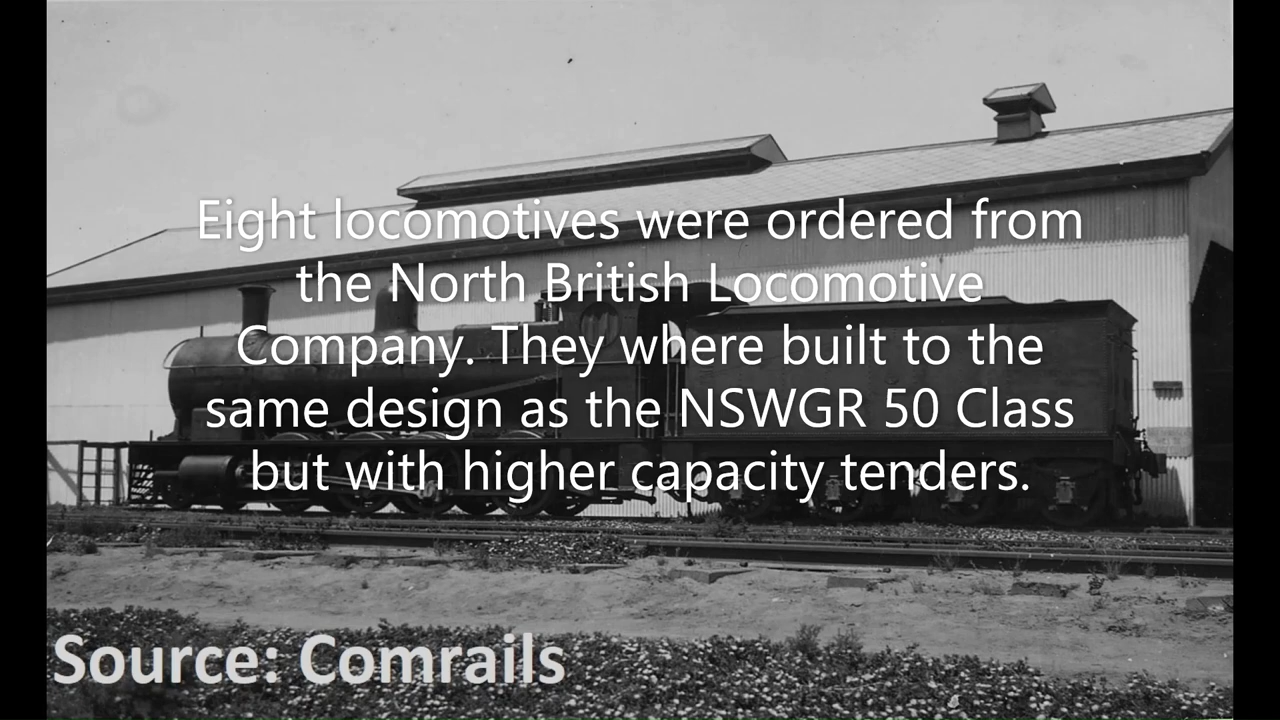 Eight locomotives were ordered from
the North British Locomotive
Company. They where built to the
same design as the NSWGR 50 Class
but with higher capacity tenders.
Source: Comrails